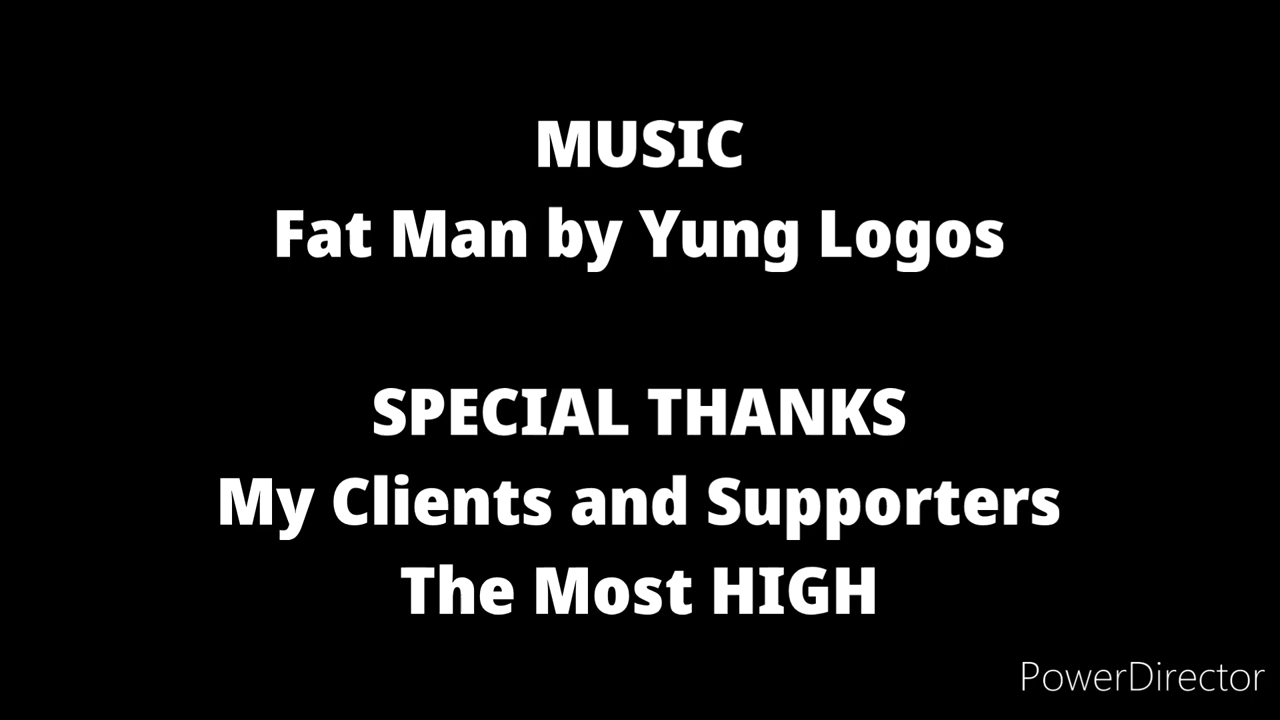 MUSIC
Fat Man by Yung Logos
SPECIAL THANKS
My Clients and Supporters
The Most HIGH
PowerDirector